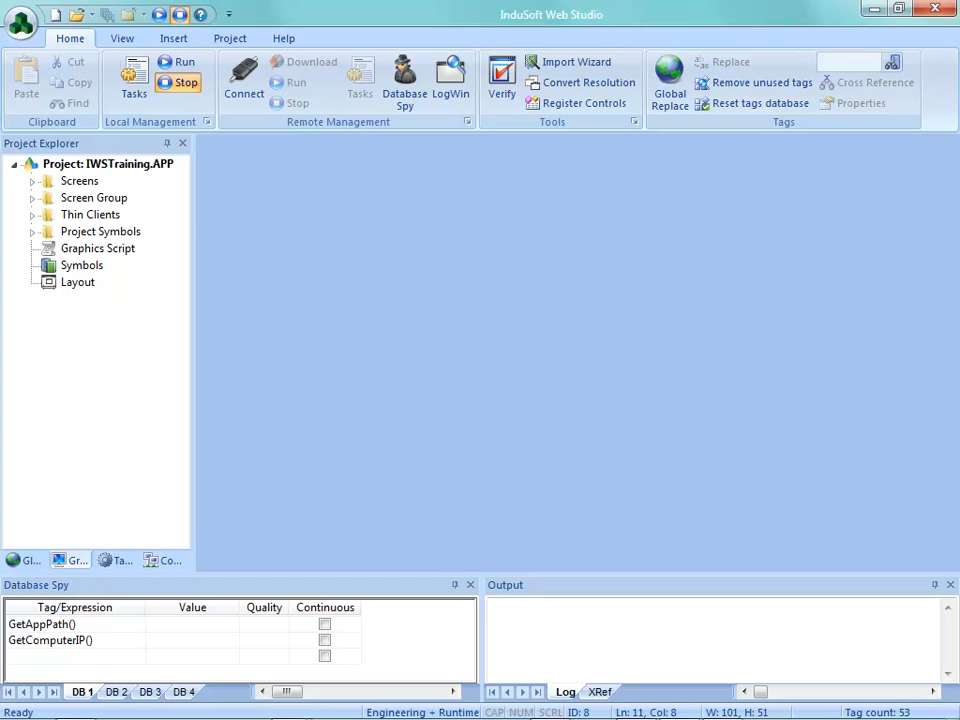 InduSoft Web Studio
Home View Insert Project Help
Paste Cut Copy Find
Clipboard
Tasks Run Stop
Local Management
Connect Download Run Stop Tasks Database Spy LogWin
Remote Management
Verify Import Wizard Convert Resolution Register Controls
Tools
Global Replace Replace Remove unused tags Reset tags database Cross Reference Properties
Tags
Project Explorer
Project: IWSTraining.APP
Screens
Screen Group
Thin Clients
Project Symbols
Graphics Script
Symbols
Layout
Gl... Gr... Ta... Co...
Database Spy
Tag/Expression Value Quality Continuous
GetAppPath()
GetComputerIP()
DB 1 DB 2 DB 3 DB 4
Output
Log XRef
Ready Engineering + Runtime CAP NUM SCRL ID: 8 Ln: 11, Col: 8 W: 101, H: 51 Tag count: 53